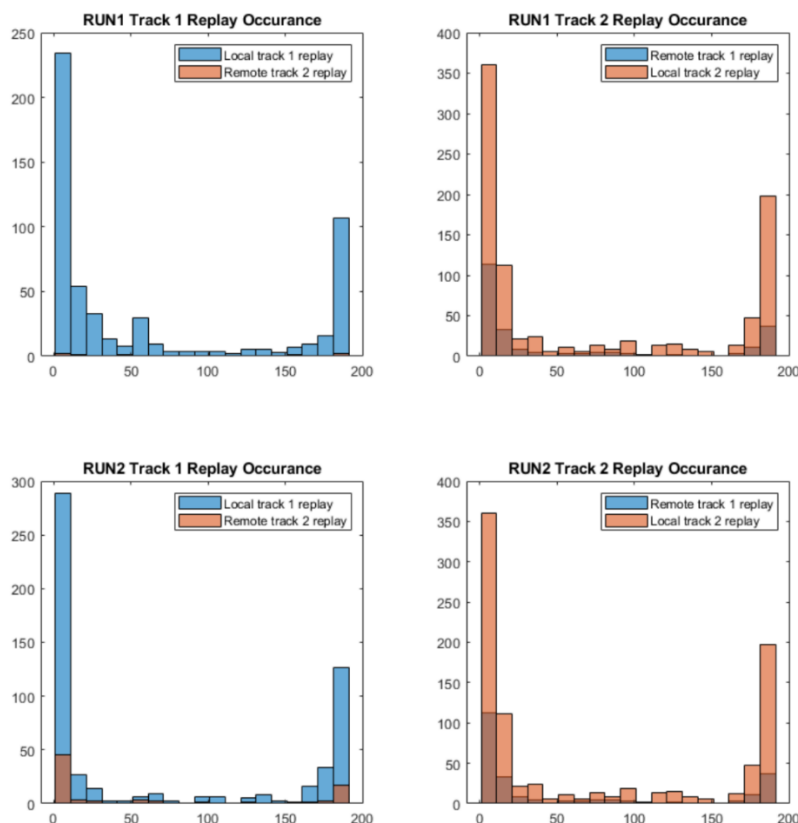 RUN1 Track 1 Replay Occurance
250
200
150
100
50
0
0 50 100 150 200
Local track 1 replay
Remote track 2 replay
RUN1 Track 2 Replay Occurance
400
350
300
250
200
150
100
50
0
0 50 100 150 200
Remote track 1 replay
Local track 2 replay
RUN2 Track 1 Replay Occurance
300
250
200
150
100
50
0
0 50 100 150 200
Local track 1 replay
Remote track 2 replay
RUN2 Track 2 Replay Occurance
400
350
300
250
200
150
100
50
0
0 50 100 150 200
Remote track 1 replay
Local track 2 replay